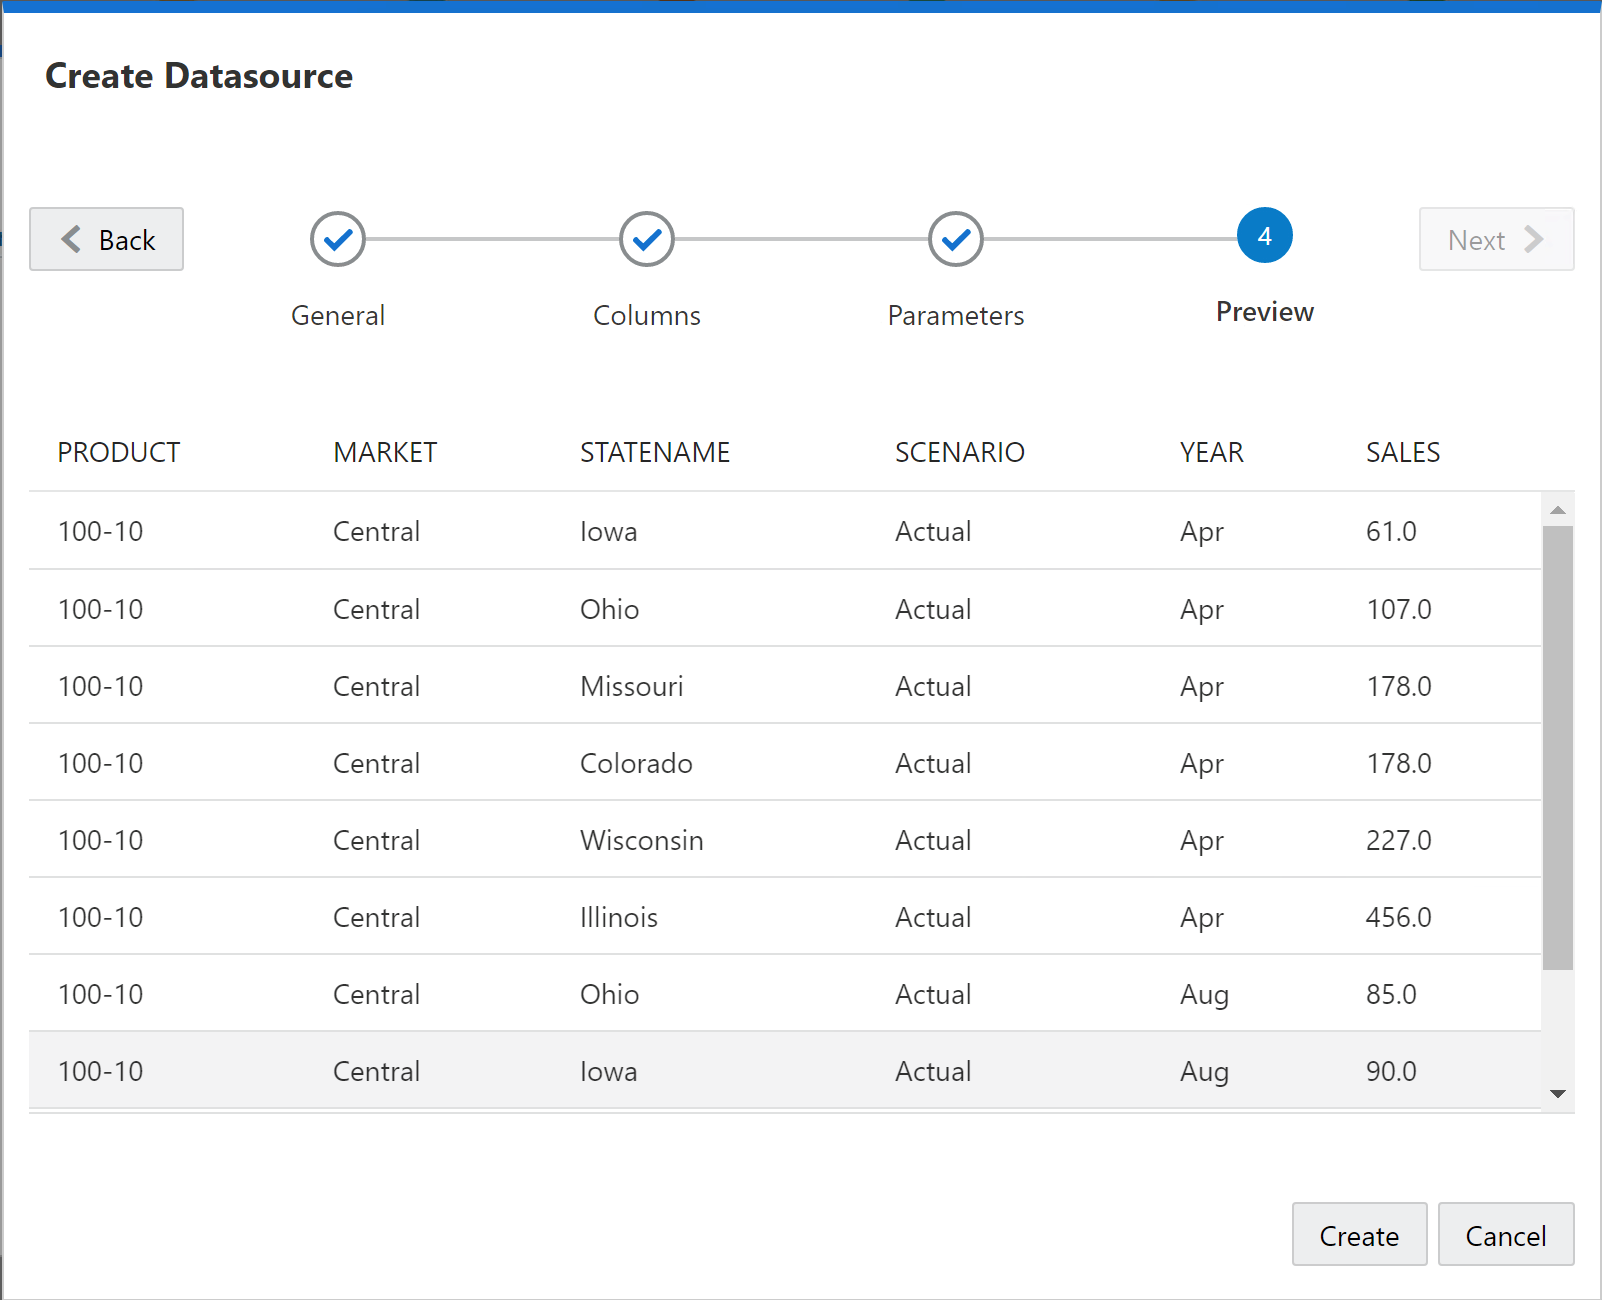 Create Datasource
Back
4
Next
General Columns Parameters Preview
PRODUCT MARKET STATENAME SCENARIO YEAR SALES
100-10 Central Iowa Actual Apr 61.0
100-10 Central Ohio Actual Apr 107.0
100-10 Central Missouri Actual Apr 178.0
100-10 Central Colorado Actual Apr 178.0
100-10 Central Wisconsin Actual Apr 227.0
100-10 Central Illinois Actual Apr 456.0
100-10 Central Ohio Actual Aug 85.0
100-10 Central Iowa Actual Aug 90.0
Create Cancel